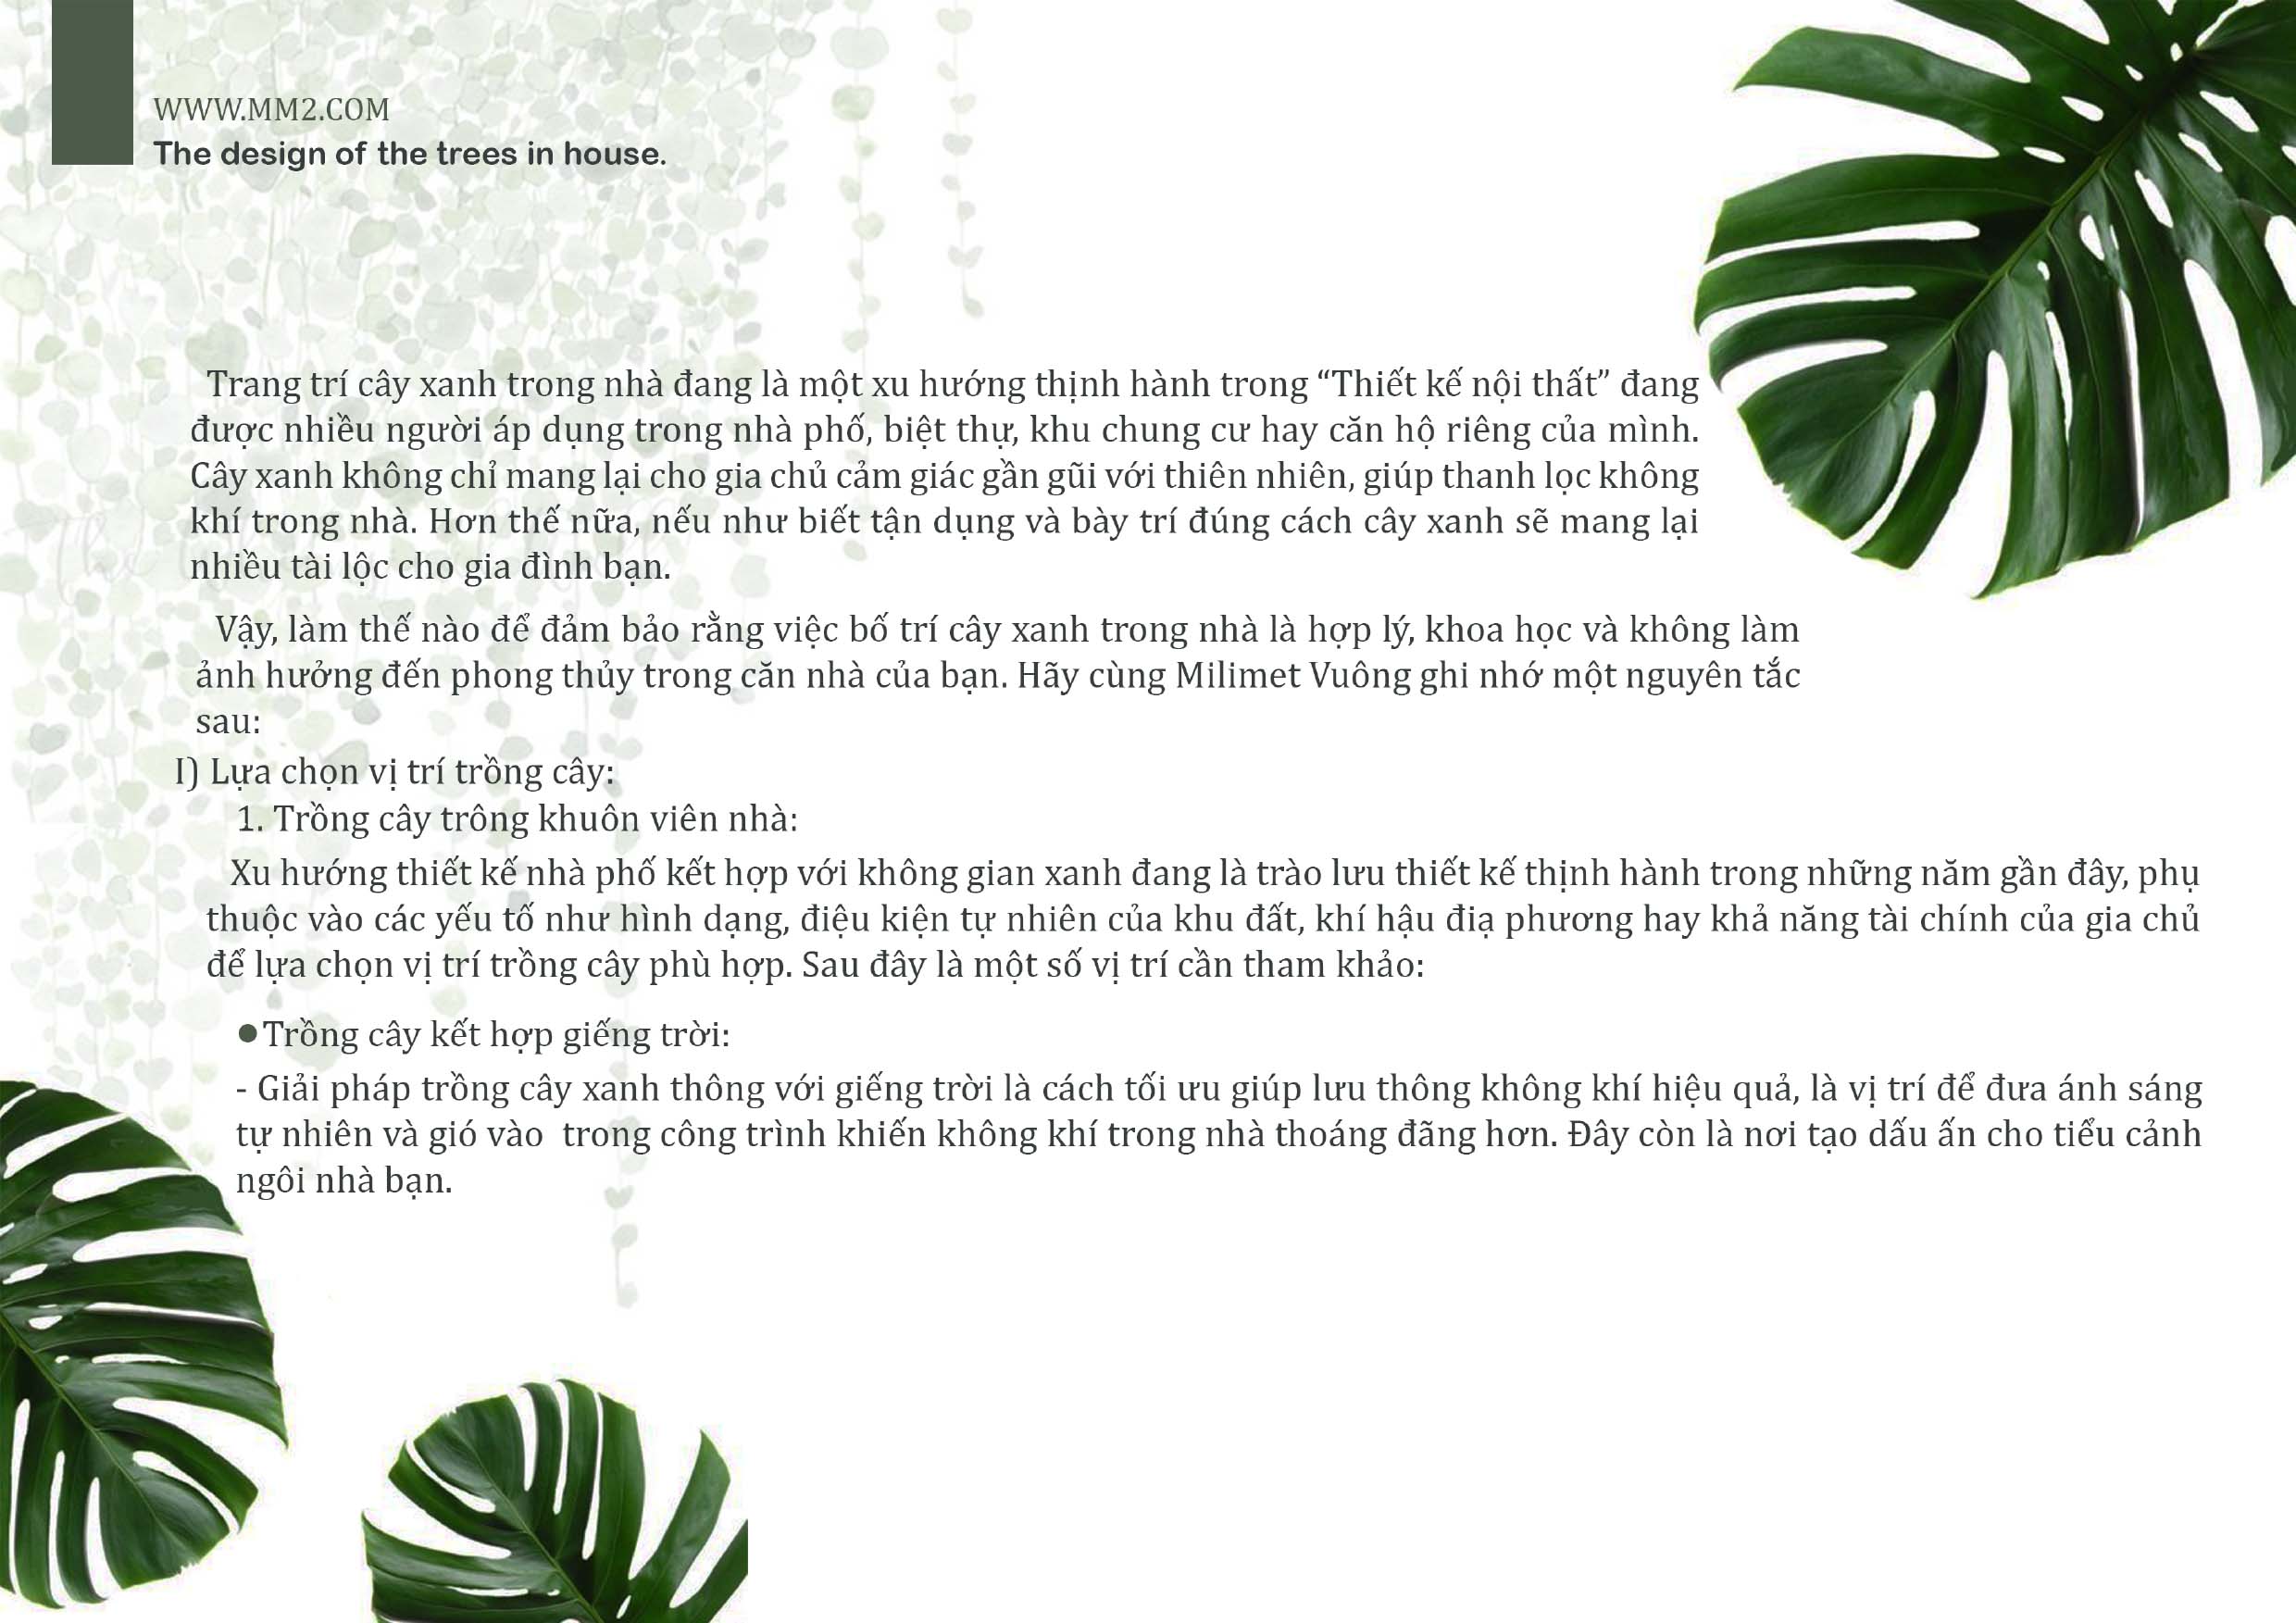 WWW.MM2.COM
The design of the trees in house.
Trang trí cây xanh trong nhà đang là một xu hướng thịnh hành trong “Thiết kế nội thất” đang
được nhiều người áp dụng trong nhà phố, biệt thự, khu chung cư hay căn hộ riêng của mình.
Cây xanh không chỉ mang lại cho gia chủ cảm giác gần gũi với thiên nhiên, giúp thanh lọc không
khí trong nhà. Hơn thế nữa, nếu như biết tận dụng và bày trí đúng cách cây xanh sẽ mang lại
nhiều tài lộc cho gia đình bạn.
Vậy, làm thế nào để đảm bảo rằng việc bố trí cây xanh trong nhà là hợp lý, khoa học và không làm
ảnh hưởng đến phong thủy trong căn nhà của bạn. Hãy cùng Milimet Vuông ghi nhớ một nguyên tắc
sau:
I) Lựa chọn vị trí trồng cây:
1. Trồng cây trông khuôn viên nhà:
Xu hướng thiết kế nhà phố kết hợp với không gian xanh đang là trào lưu thiết kế thịnh hành trong những năm gần đây, phụ
thuộc vào các yếu tố như hình dạng, điệu kiện tự nhiên của khu đất, khí hậu điạ phương hay khả năng tài chính của gia chủ
để lựa chọn vị trí trồng cây phù hợp. Sau đây là một số vị trí cần tham khảo:
●Trồng cây kết hợp giếng trời:
- Giải pháp trồng cây xanh thông với giếng trời là cách tối ưu giúp lưu thông không khí hiệu quả, là vị trí để đưa ánh sáng
tự nhiên và gió vào  trong công trình khiến không khí trong nhà thoáng đãng hơn. Đây còn là nơi tạo dấu ấn cho tiểu cảnh
ngôi nhà bạn.